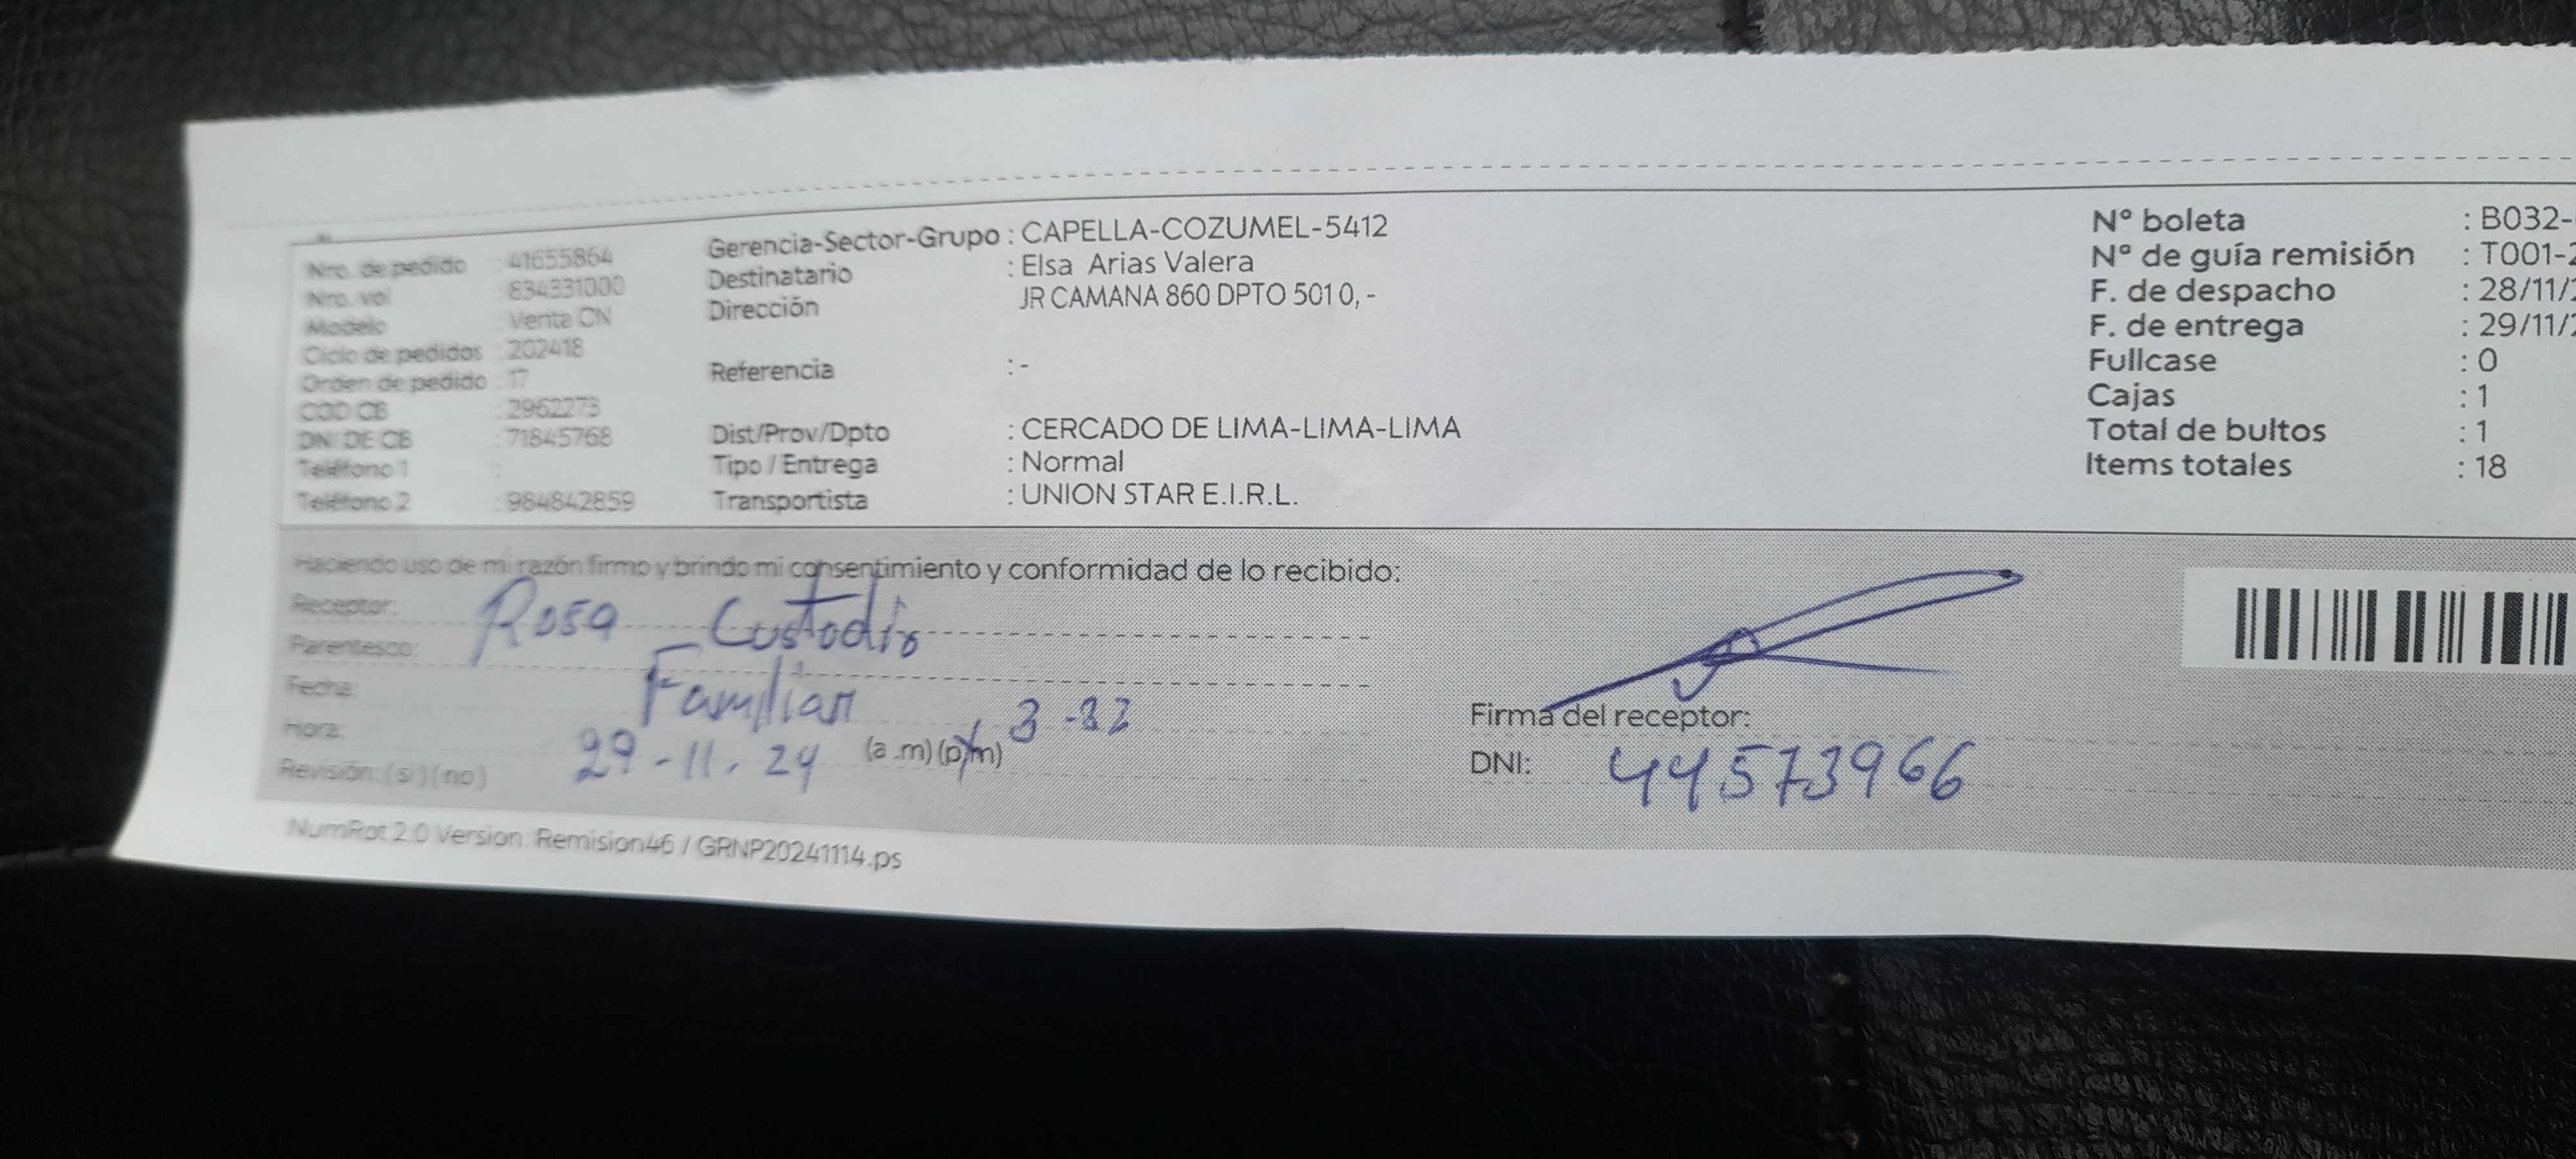 Nro. de pedido : 41655864
Nro. vol : 834331000
Modelo : Venta CN
Ciclo de pedidos : 202418
Orden de pedido : 17
COD CB : 2962273
DNI DE CB : 71845768
Teléfono 1 :
Teléfono 2 : 984842859
Gerencia-Sector-Grupo : CAPELLA-COZUMEL-5412
Destinatario : Elsa Arias Valera
Dirección JR CAMANA 860 DPTO 501 0, -
Referencia : -
Dist/Prov/Dpto : CERCADO DE LIMA-LIMA-LIMA
Tipo / Entrega : Normal
Transportista : UNION STAR E.I.R.L.
Nº boleta : B032-
Nº de guía remisión : T001-2
F. de despacho : 28/11/2
F. de entrega : 29/11/2
Fullcase : 0
Cajas : 1
Total de bultos : 1
Items totales : 18
Haciendo uso de mi razón firmo y brindo mi consentimiento y conformidad de lo recibido:
Receptor: Rosa Custodio
Parentesco: Familiar
Fecha: 29-11.24
Hora: (a.m) (p.m)
Revisión: (si) (no)
Firma del receptor:
DNI: 44573966
NumRot 2.0 Version: Remision46 / GRNP20241114.ps